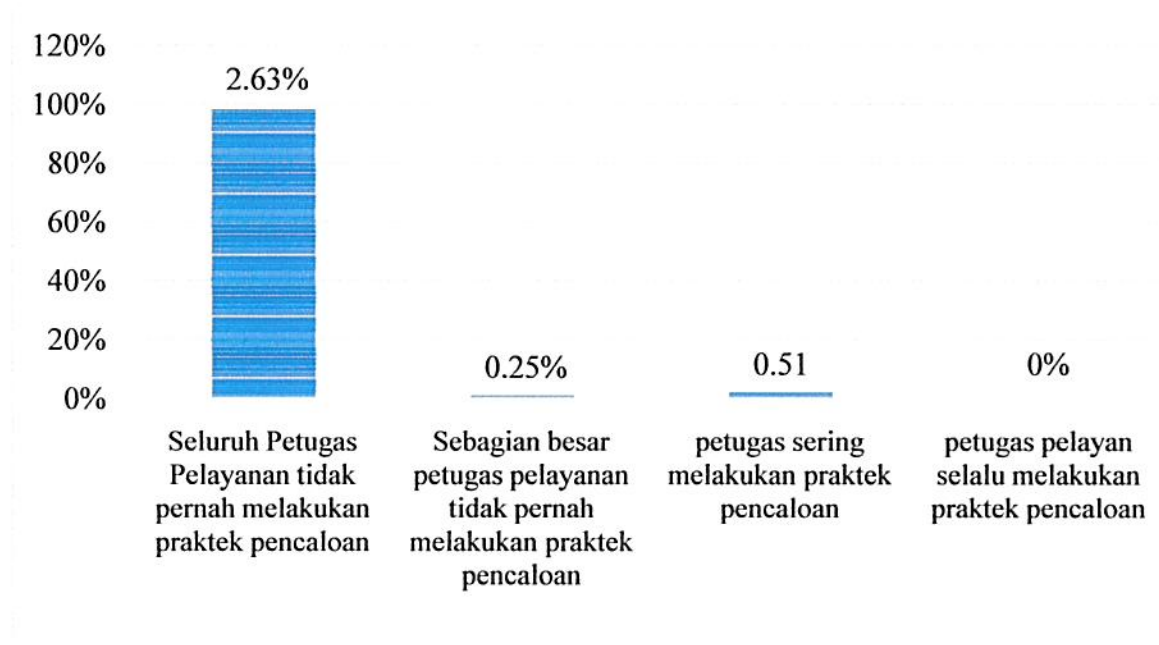 120%
100%
80%
60%
40%
20%
0%
2.63%
0.25%
0.51
0%
Seluruh Petugas
Pelayanan tidak
pernah melakukan
praktek pencaloan
Sebagian besar
petugas pelayanan
tidak pernah
melakukan praktek
pencaloan
petugas sering
melakukan praktek
pencaloan
petugas pelayan
selalu melakukan
praktek pencaloan